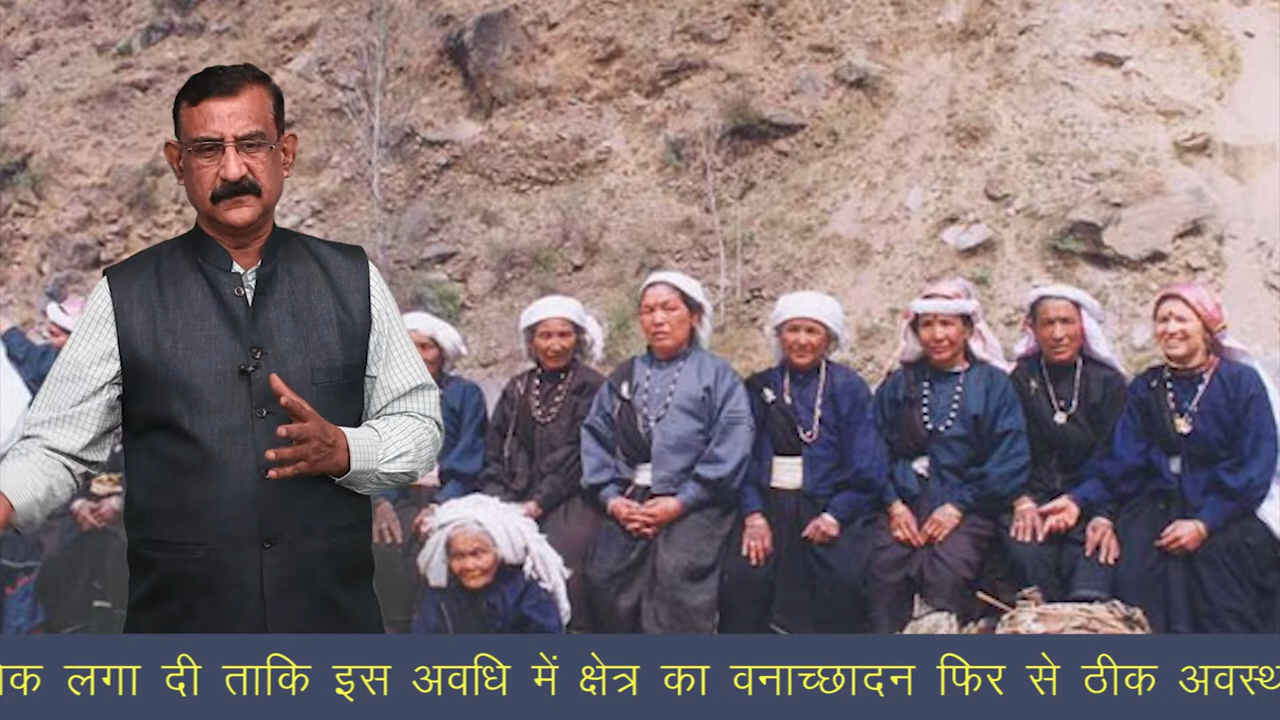 लगा दी ताकि इस अवधि में क्षेत्र का वनाच्छादन फिर से ठीक